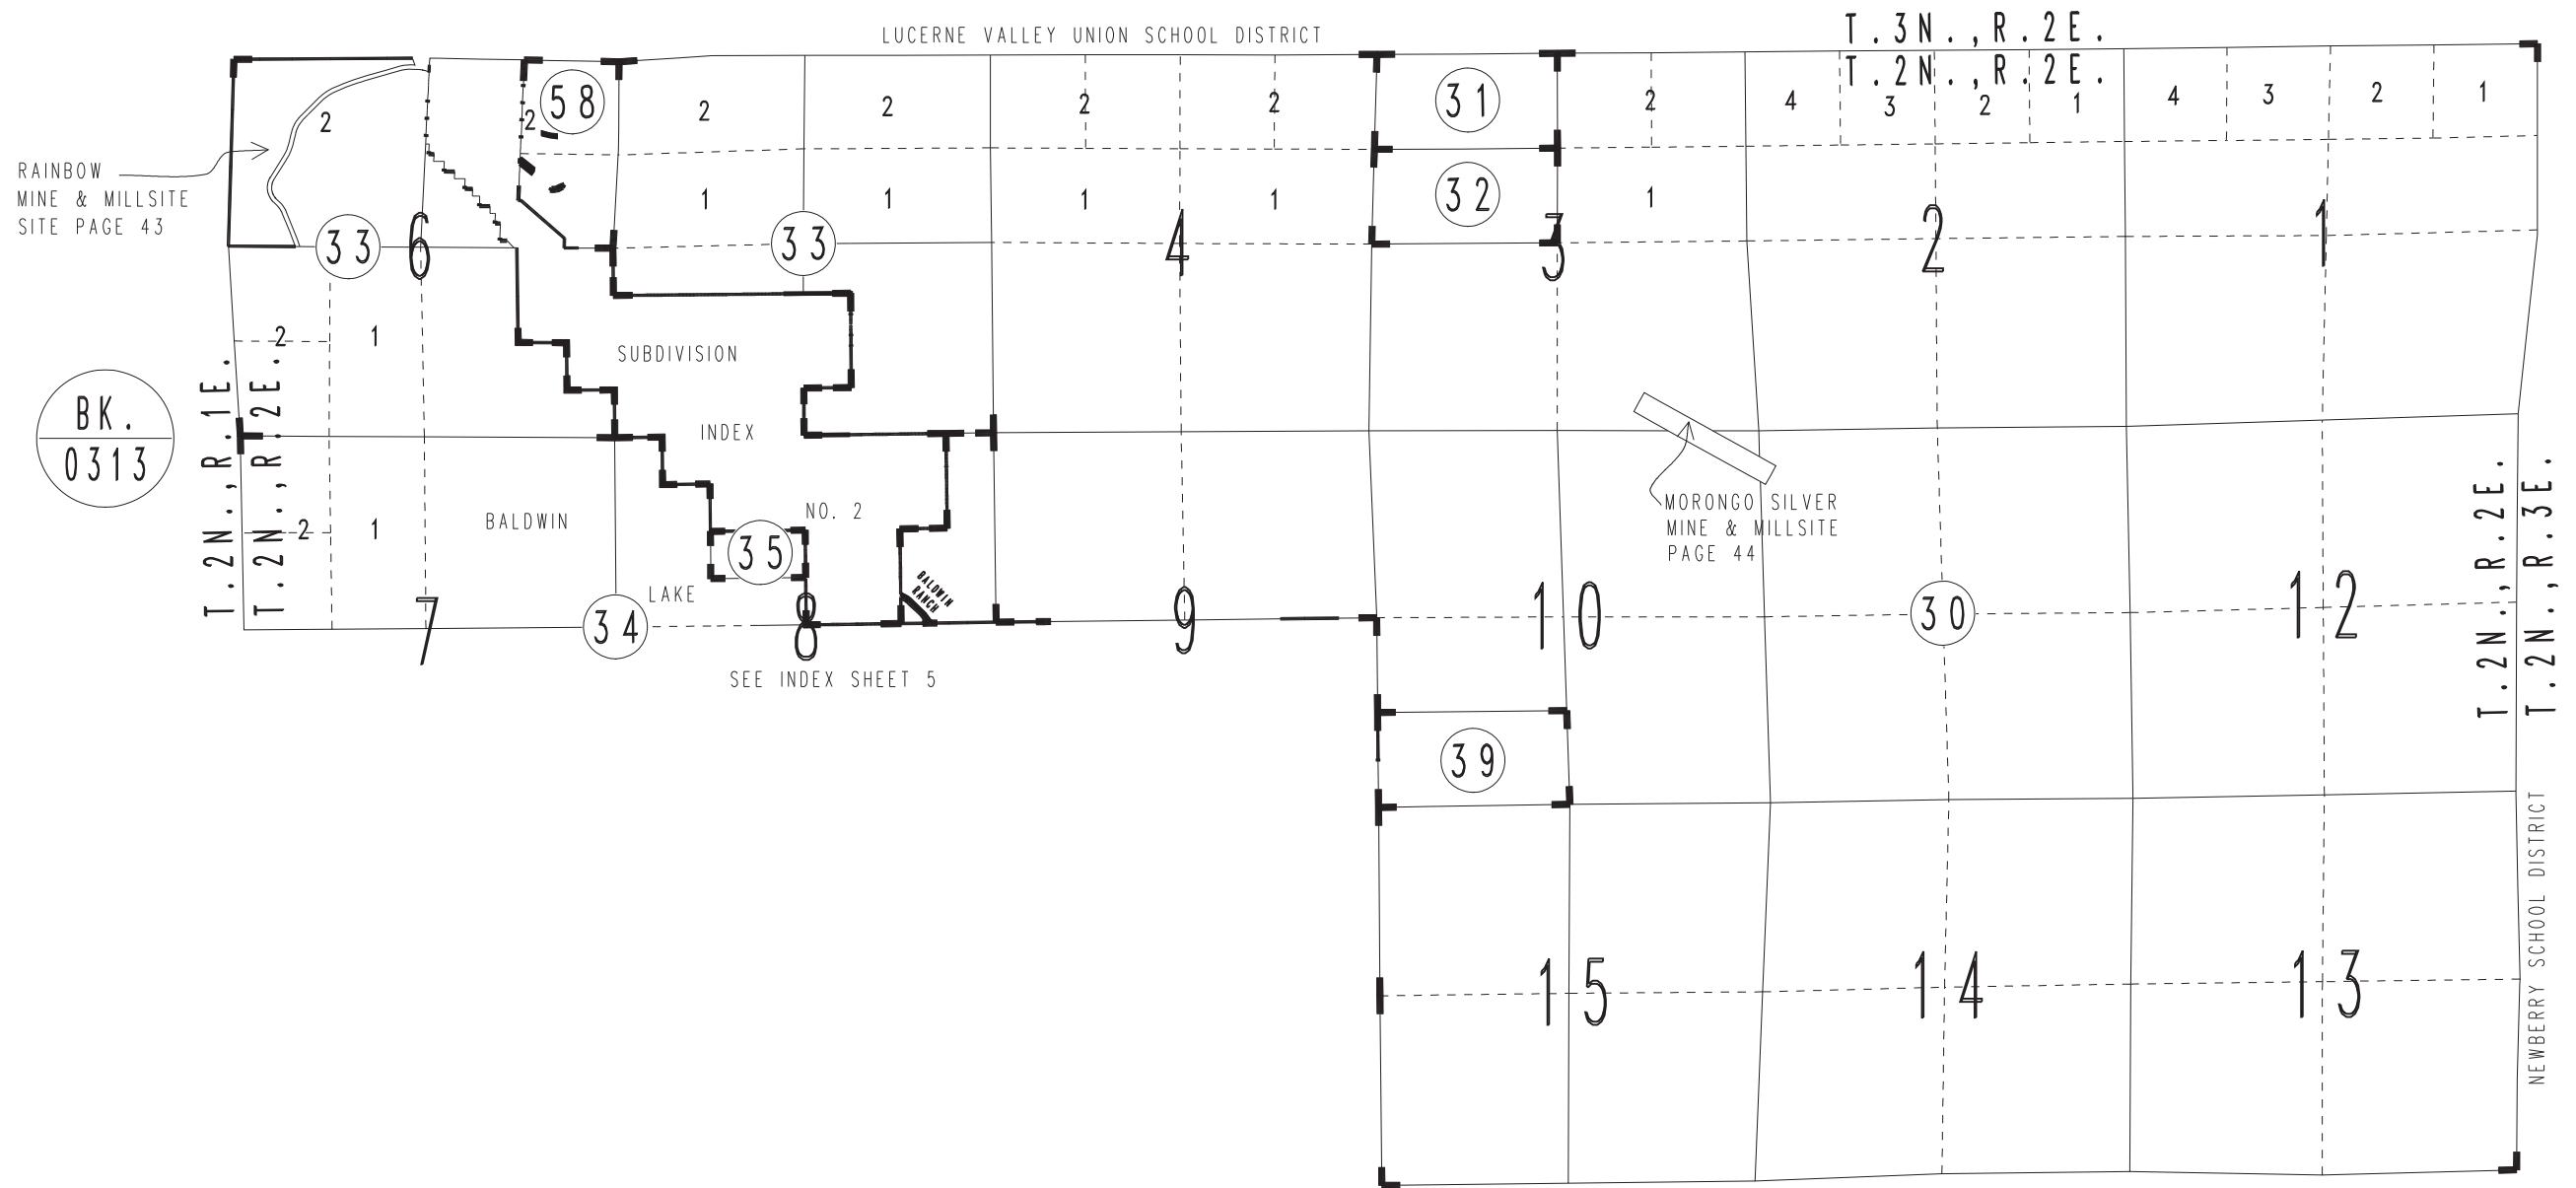 LUCERNE VALLEY UNION SCHOOL DISTRICT
T.3N.,R.2E.
T.2N.,R.2E.
58
31
2
2
2
2
2
2
2
4
3
2
1
4
3
2
1
RAINBOW
MINE & MILLSITE
SITE PAGE 43
32
1
1
1
1
1
33
6
33
4
3
2
1
2
1
SUBDIVISION
BK.
0313
T.2N.,R.1E.
T.2N.,R.2E.
INDEX
NO. 2
BALDWIN
2
1
35
LAKE
BALDWIN
RANCH
MORONGO SILVER
MINE & MILLSITE
PAGE 44
7
34
8
9
10
30
12
T.2N.,R.2E.
T.2N.,R.3E.
SEE INDEX SHEET 5
39
15
14
13
NEWBERRY SCHOOL DISTRICT